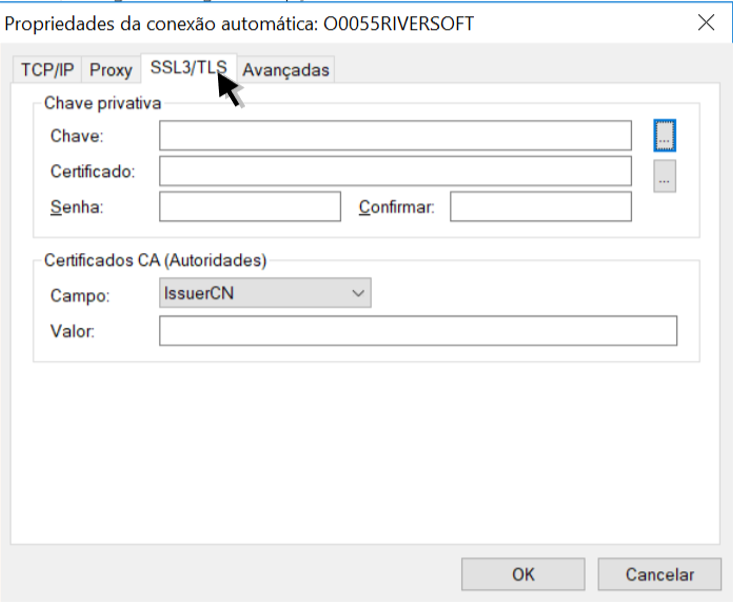 Propriedades da conexão automática: O0055RIVERSOFT
TCP/IP Proxy SSL3/TLS Avançadas
Chave privativa
Chave: ...
Certificado: ...
Senha: Confirmar:
Certificados CA (Autoridades)
Campo: IssuerCN
Valor:
OK Cancelar